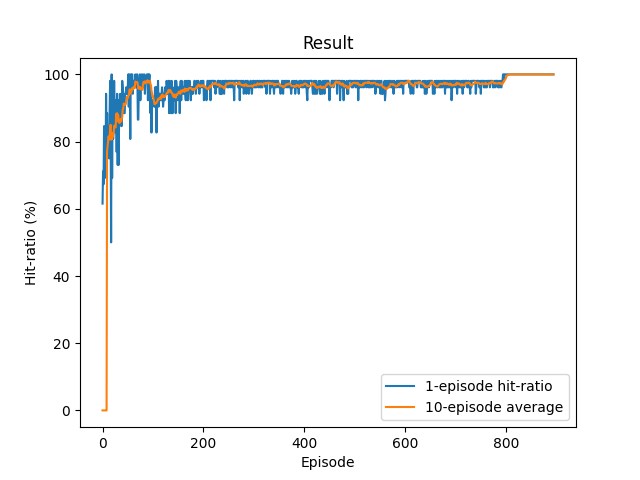 Result
Hit-ratio (%)
100
80
60
40
20
0
0 200 400 600 800
Episode
1-episode hit-ratio
10-episode average